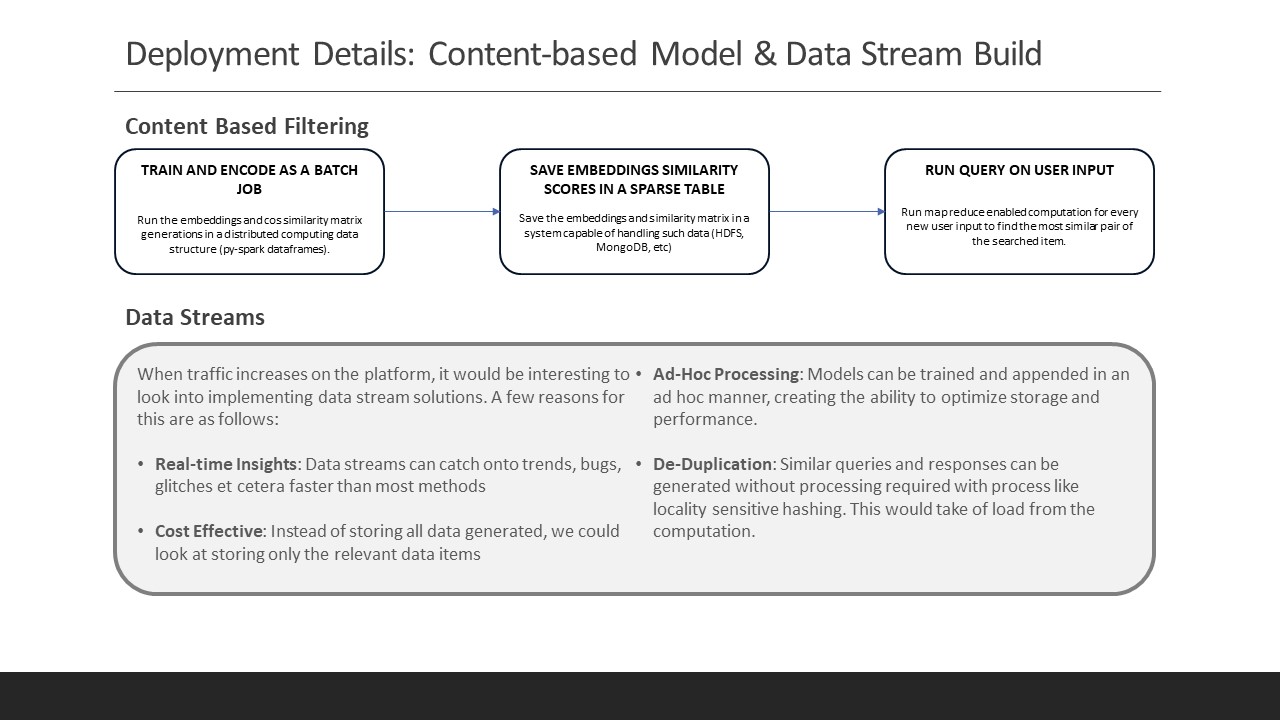 Deployment Details: Content-based Model & Data Stream Build
Content Based Filtering
TRAIN AND ENCODE AS A BATCH
JOB
Run the embeddings and cos similarity matrix
generations in a distributed computing data
structure (py-spark dataframes).
SAVE EMBEDDINGS SIMILARITY
SCORES IN A SPARSE TABLE
Save the embeddings and similarity matrix in a
system capable of handling such data (HDFS,
MongoDB, etc)
RUN QUERY ON USER INPUT
Run map reduce enabled computation for every
new user input to find the most similar pair of
the searched item.
Data Streams
When traffic increases on the platform, it would be interesting to
look into implementing data stream solutions. A few reasons for
this are as follows:
• Real-time Insights: Data streams can catch onto trends, bugs,
glitches et cetera faster than most methods
• Cost Effective: Instead of storing all data generated, we could
look at storing only the relevant data items
• Ad-Hoc Processing: Models can be trained and appended in an
ad hoc manner, creating the ability to optimize storage and
performance.
• De-Duplication: Similar queries and responses can be
generated without processing required with process like
locality sensitive hashing. This would take of load from the
computation.